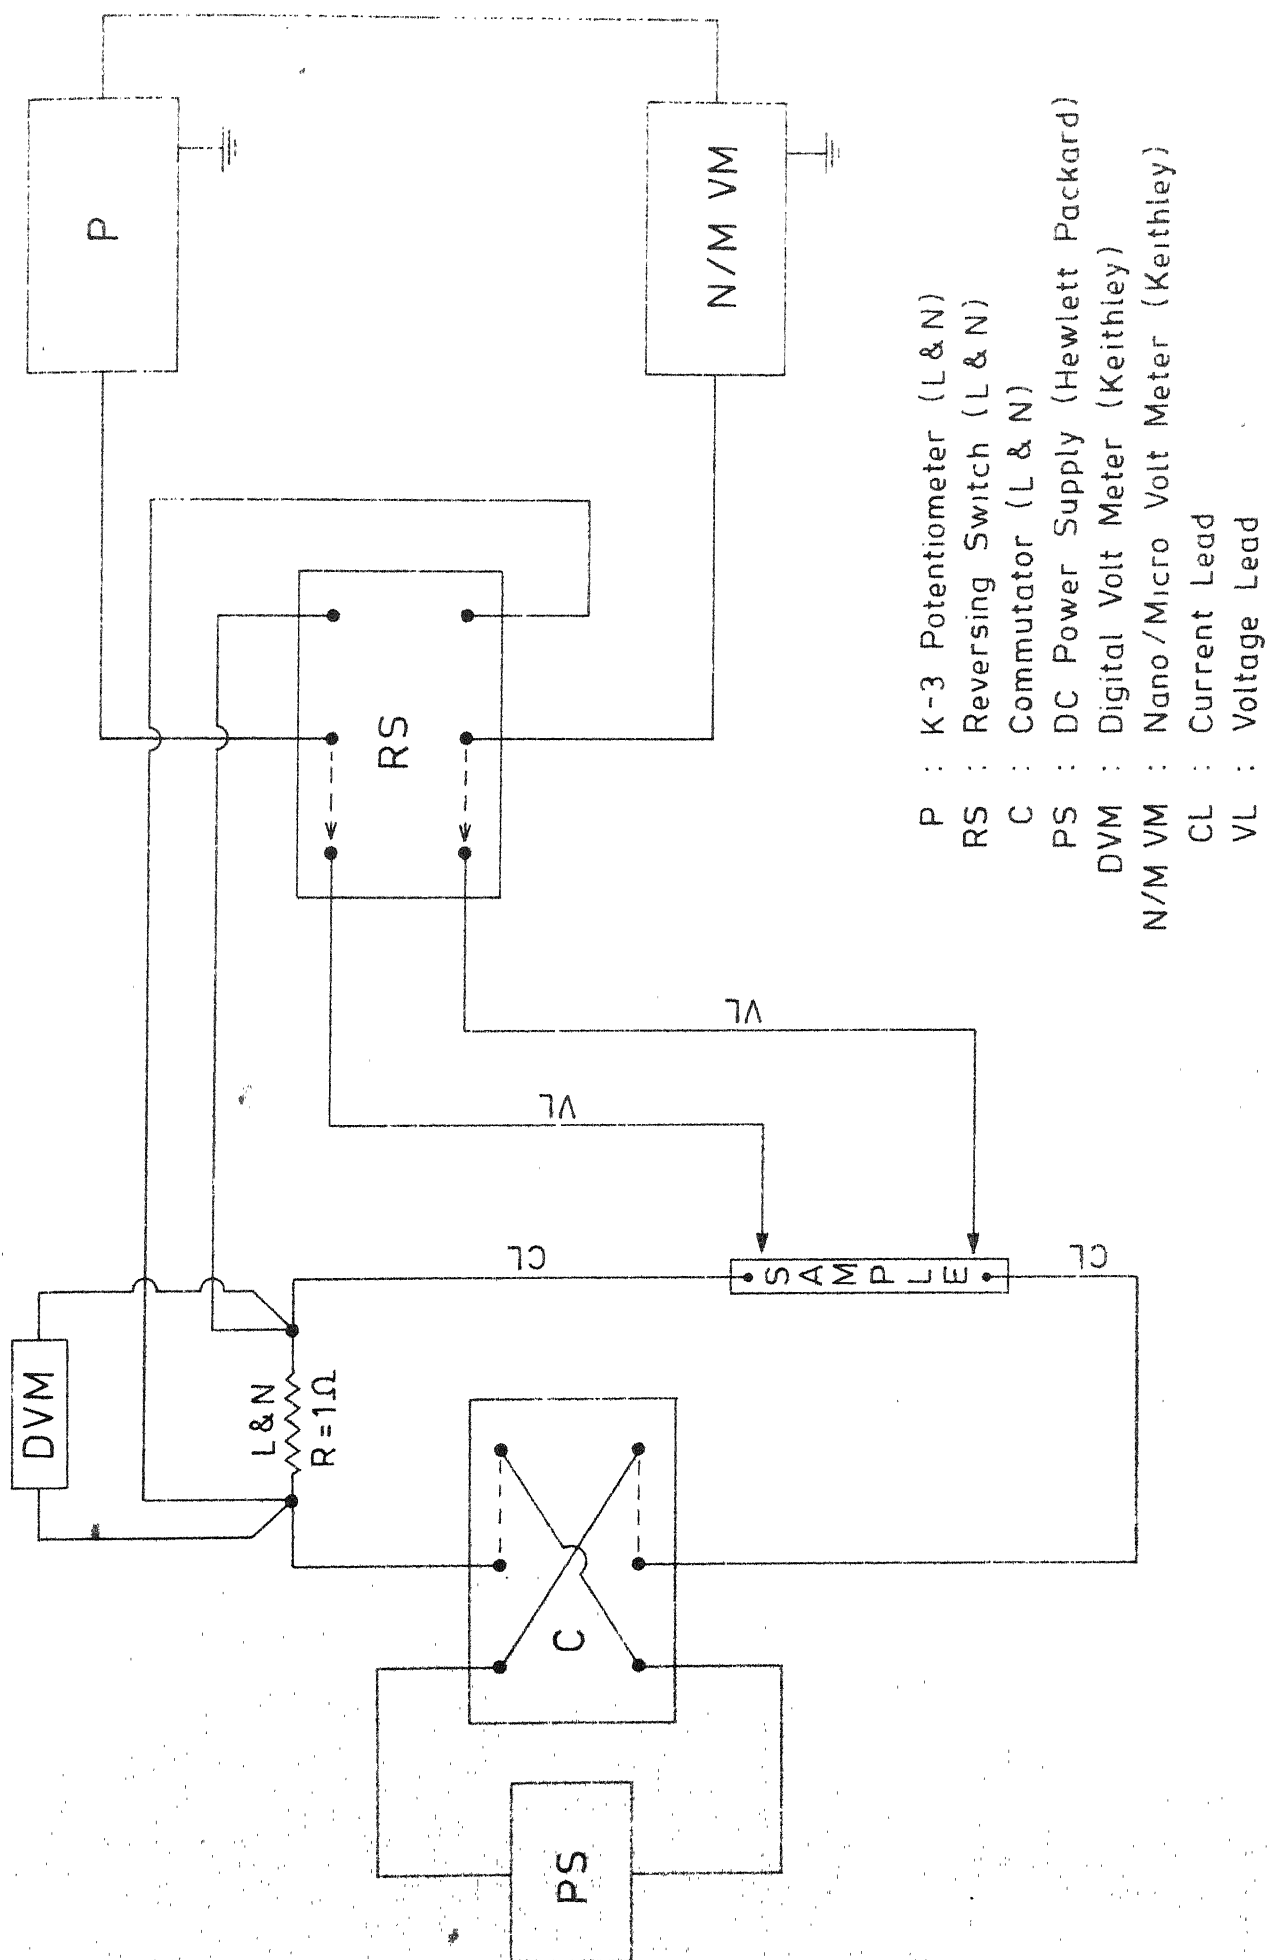 PS
C
DVM
L&N
R=1Ω
CL
SAMPLE
CL
VL
VL
RS
P
N/M VM
P : K-3 Potentiometer (L & N)
RS : Reversing Switch (L & N)
C : Commutator (L & N)
PS : DC Power Supply (Hewlett Packard)
DVM : Digital Volt Meter (Keithley)
N/M VM : Nano/Micro Volt Meter (Keithley)
CL : Current Lead
VL : Voltage Lead